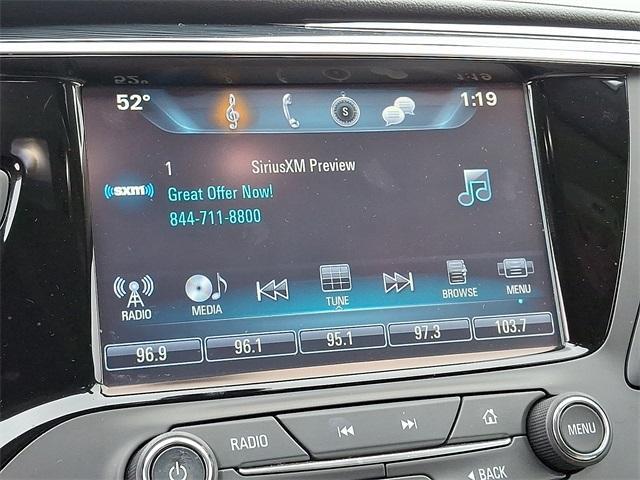 52° 1:19
S
1 SiriusXM Preview
((sxm))
Great Offer Now!
844-711-8800
RADIO MEDIA TUNE BROWSE MENU
96.9 96.1 95.1 97.3 103.7
RADIO MENU
BACK